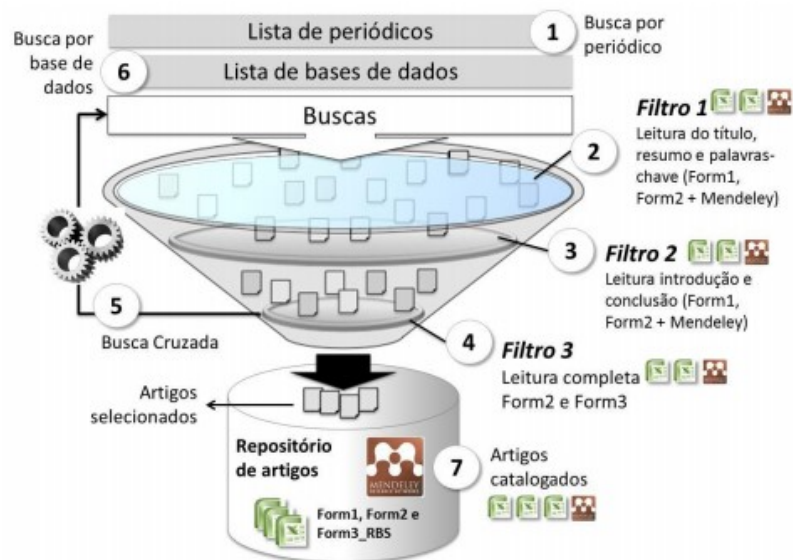 Lista de periódicos
1
Busca por
periódico
Busca por
base de
dados
6
Lista de bases de dados
Buscas
2
Filtro 1
Leitura do título,
resumo e palavras-
chave (Form1,
Form2 + Mendeley)
3
Filtro 2
Leitura introdução e
conclusão (Form1,
Form2 + Mendeley)
5
Busca Cruzada
4
Filtro 3
Leitura completa
Form2 e Form3
Artigos
selecionados
Repositório
de artigos
MENDELEY
7
Artigos
catalogados
Form1, Form2 e
Form3_RBS